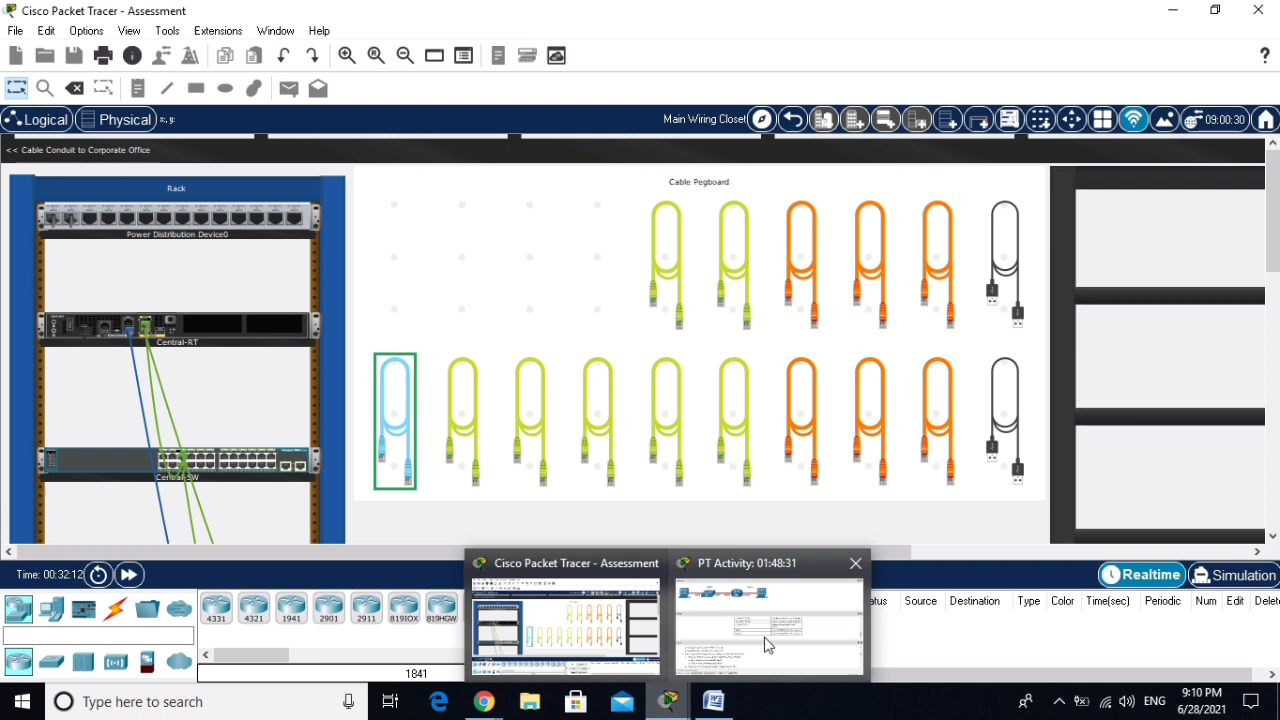 Cisco Packet Tracer - Assessment
File Edit Options View Tools Extensions Window Help
Logical Physical x: y: Main Wiring Closet 09:00:30
<< Cable Conduit to Corporate Office
Rack
Cable Pegboard
Power Distribution Device0
Central-RT
Central-SW
Cisco Packet Tracer - Assessment PT Activity: 01:48:31
Time: 00:32:12 Realtime Simulation
atus Source Destination Type Color Time(sec) Periodic Num Edit Delete
4331 4321 1941 2901 2911 819IOX 819HGW
1841
Type here to search
ENG
9:10 PM
6/28/2021